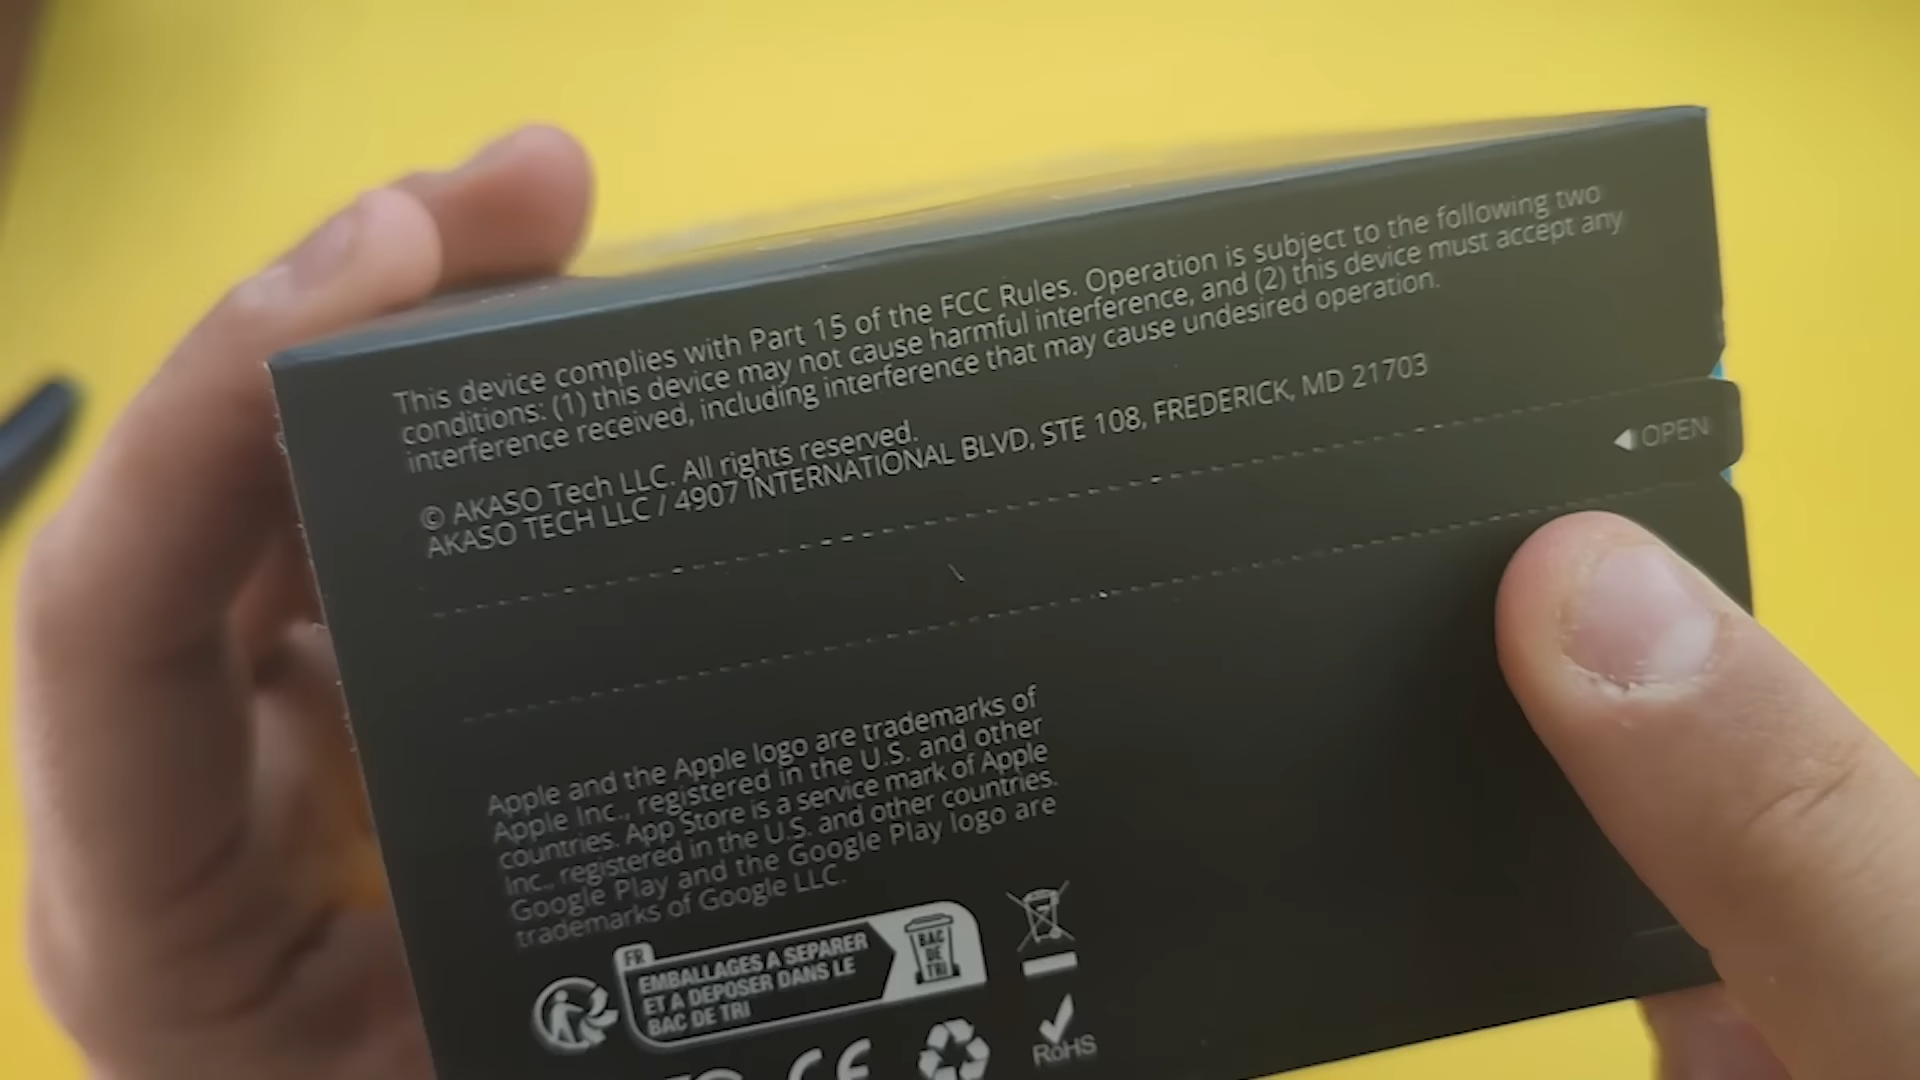 This device complies with Part 15 of the FCC Rules. Operation is subject to the following two
conditions: (1) this device may not cause harmful interference, and (2) this device must accept any
interference received, including interference that may cause undesired operation.
© AKASO Tech LLC. All rights reserved.
AKASO TECH LLC / 4907 INTERNATIONAL BLVD, STE 108, FREDERICK, MD 21703
OPEN
Apple and the Apple logo are trademarks of
Apple Inc., registered in the U.S. and other
countries. App Store is a service mark of Apple
Inc., registered in the U.S. and other countries.
Google Play and the Google Play logo are
trademarks of Google LLC.
FR
EMBALLAGES A SEPARER
ET A DEPOSER DANS LE
BAC DE TRI
BAC
DE
TRI
CE
RoHS